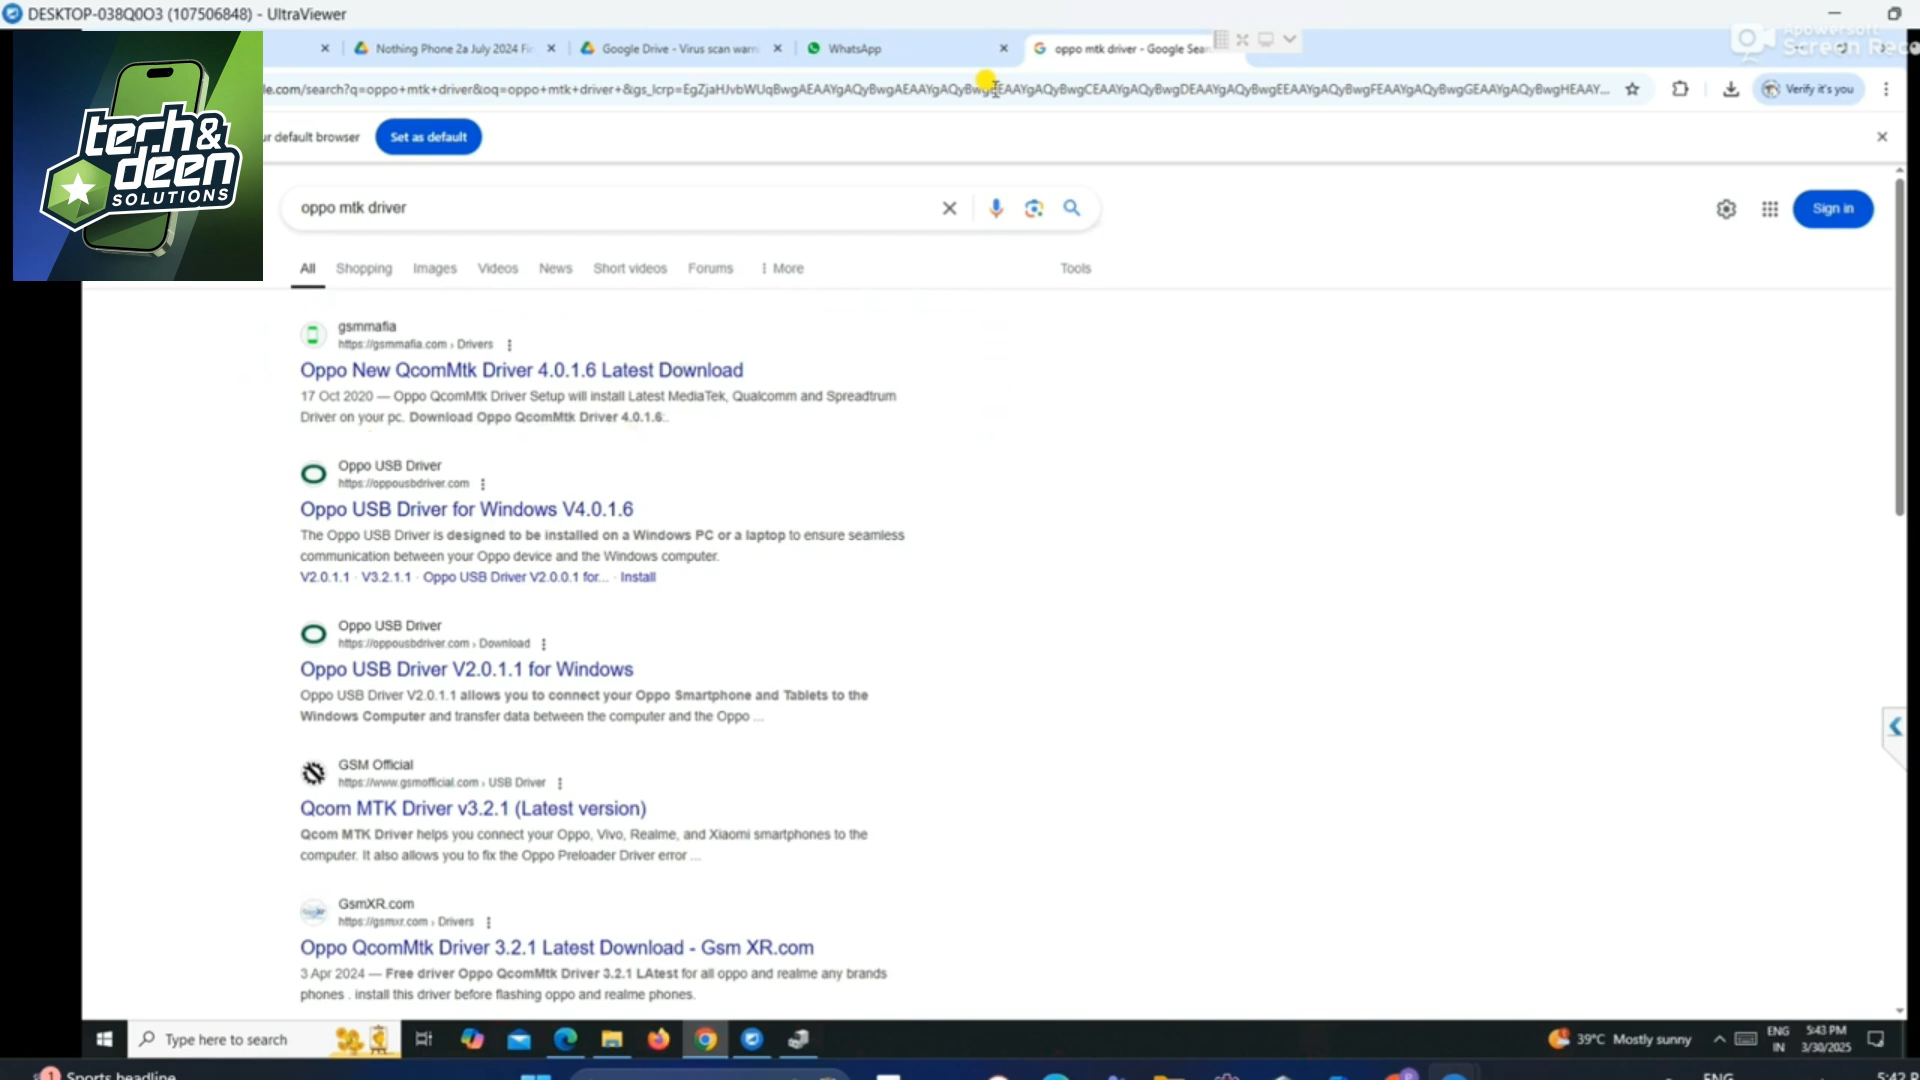 DESKTOP-038Q0O3 (107506848) - UltraViewer
Apowersoft
Screen Reco
Nothing Phone 2a July 2024 Fi
Google Drive - Virus scan warn
WhatsApp
oppo mtk driver - Google Sea
Verify it's you
ur default browser
Set as default
tech&
deen
SOLUTIONS
oppo mtk driver
Sign in
All
Shopping
Images
Videos
News
Short videos
Forums
More
Tools
gsmmafia
https://gsmmafia.com › Drivers
Oppo New QcomMtk Driver 4.0.1.6 Latest Download
17 Oct 2020 — Oppo QcomMtk Driver Setup will install Latest MediaTek, Qualcomm and Spreadtrum
Driver on your pc. Download Oppo QcomMtk Driver 4.0.1.6:.
Oppo USB Driver
https://oppousbdriver.com
Oppo USB Driver for Windows V4.0.1.6
The Oppo USB Driver is designed to be installed on a Windows PC or a laptop to ensure seamless
communication between your Oppo device and the Windows computer.
V2.0.1.1 · V3.2.1.1 · Oppo USB Driver V2.0.0.1 for... · Install
Oppo USB Driver
https://oppousbdriver.com › Download
Oppo USB Driver V2.0.1.1 for Windows
Oppo USB Driver V2.0.1.1 allows you to connect your Oppo Smartphone and Tablets to the
Windows Computer and transfer data between the computer and the Oppo ...
GSM Official
https://www.gsmofficial.com › USB Driver
Qcom MTK Driver v3.2.1 (Latest version)
Qcom MTK Driver helps you connect your Oppo, Vivo, Realme, and Xiaomi smartphones to the
computer. It also allows you to fix the Oppo Preloader Driver error ...
GsmXR.com
https://gsmxr.com › Drivers
Oppo QcomMtk Driver 3.2.1 Latest Download - Gsm XR.com
3 Apr 2024 — Free driver Oppo QcomMtk Driver 3.2.1 LAtest for all oppo and realme any brands
phones . install this driver before flashing oppo and realme phones.
Type here to search
39°C Mostly sunny
ENG
IN
5:43 PM
3/30/2025
1
Sports headline
ENG
5:42 P